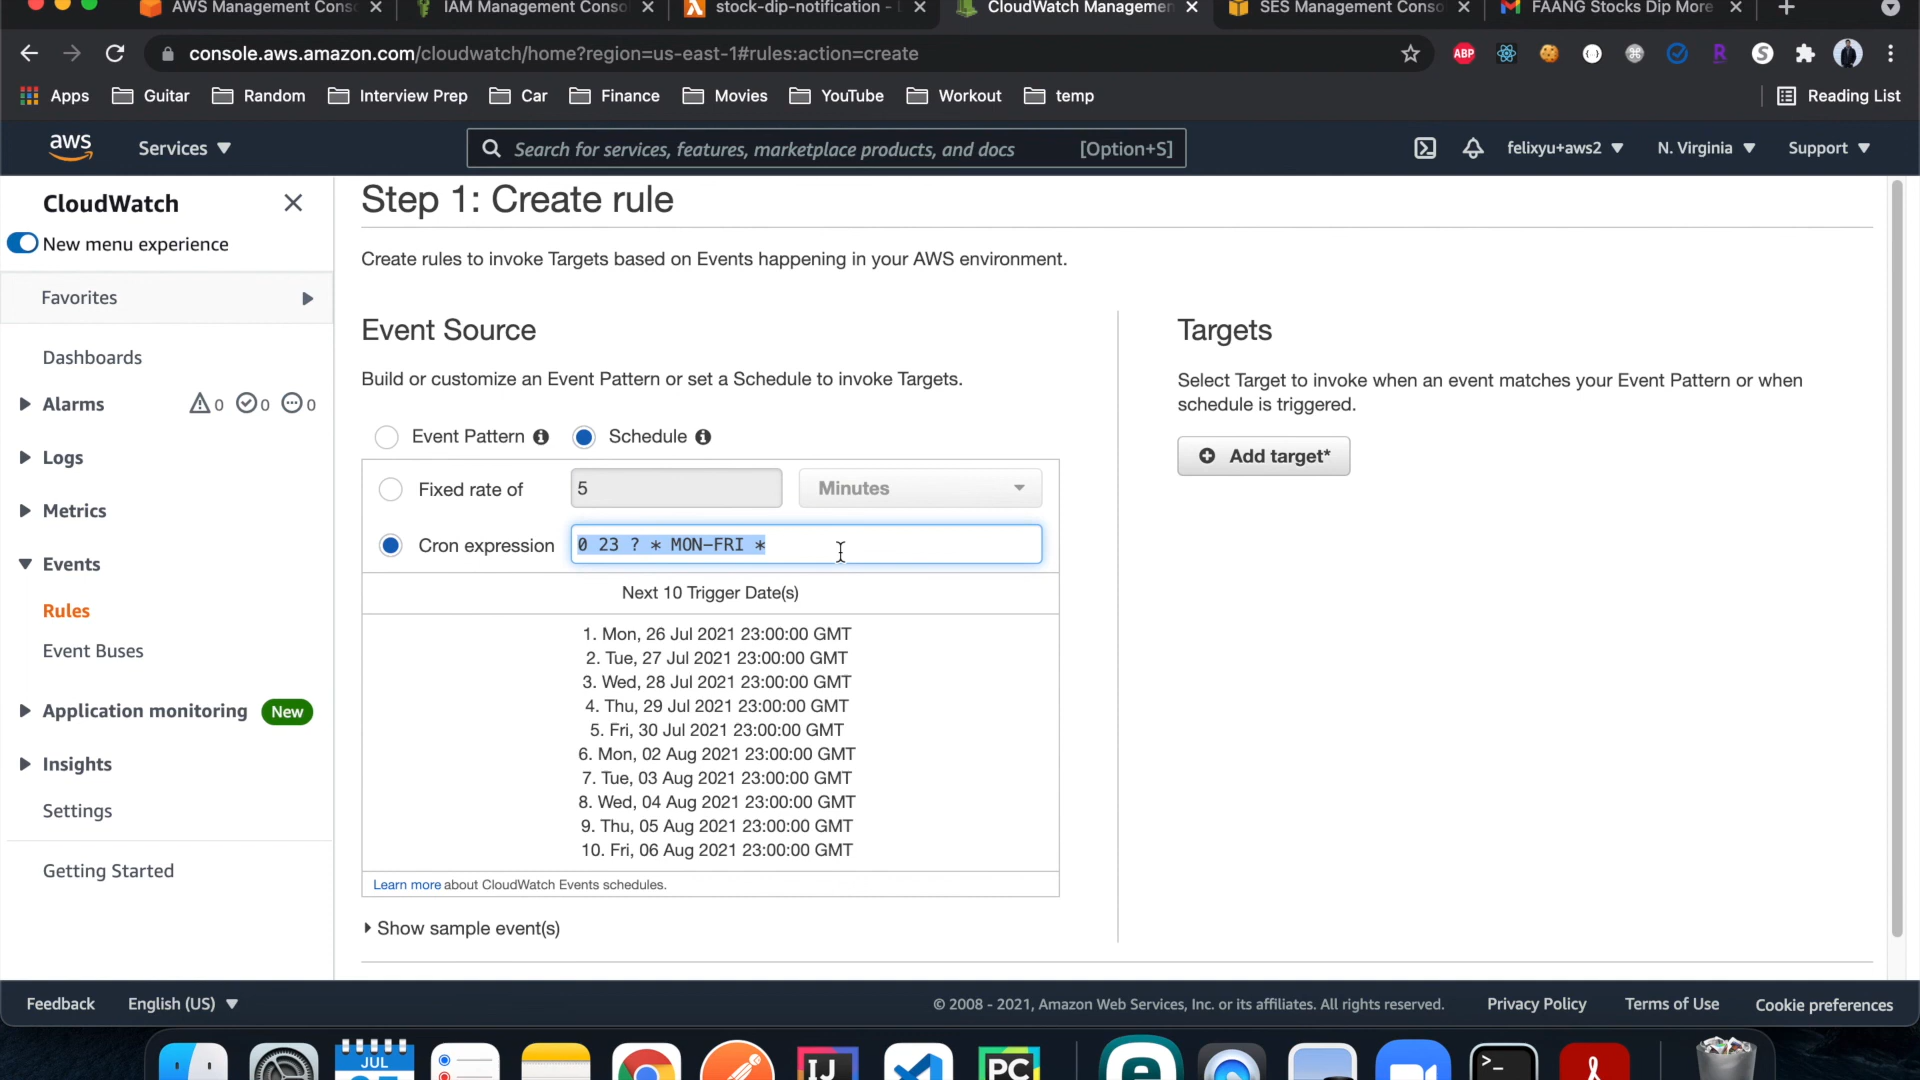 AWS Management Conso
IAM Management Conso
stock-dip-notification -
CloudWatch Managemen
SES Management Conso
FAANG Stocks Dip More
console.aws.amazon.com/cloudwatch/home?region=us-east-1#rules:action=create
ABP
R
S
Apps
Guitar
Random
Interview Prep
Car
Finance
Movies
YouTube
Workout
temp
Reading List
aws
Services
Search for services, features, marketplace products, and docs
[Option+S]
felixyu+aws2
N. Virginia
Support
CloudWatch
New menu experience
Favorites
Dashboards
Alarms
0
0
0
Logs
Metrics
Events
Rules
Event Buses
Application monitoring
New
Insights
Settings
Getting Started
Step 1: Create rule
Create rules to invoke Targets based on Events happening in your AWS environment.
Event Source
Build or customize an Event Pattern or set a Schedule to invoke Targets.
Event Pattern
Schedule
Fixed rate of
5
Minutes
Cron expression
0 23 ? * MON-FRI *
Next 10 Trigger Date(s)
1. Mon, 26 Jul 2021 23:00:00 GMT
2. Tue, 27 Jul 2021 23:00:00 GMT
3. Wed, 28 Jul 2021 23:00:00 GMT
4. Thu, 29 Jul 2021 23:00:00 GMT
5. Fri, 30 Jul 2021 23:00:00 GMT
6. Mon, 02 Aug 2021 23:00:00 GMT
7. Tue, 03 Aug 2021 23:00:00 GMT
8. Wed, 04 Aug 2021 23:00:00 GMT
9. Thu, 05 Aug 2021 23:00:00 GMT
10. Fri, 06 Aug 2021 23:00:00 GMT
Learn more about CloudWatch Events schedules.
Show sample event(s)
Targets
Select Target to invoke when an event matches your Event Pattern or when
schedule is triggered.
Add target*
Feedback
English (US)
© 2008 - 2021, Amazon Web Services, Inc. or its affiliates. All rights reserved.
Privacy Policy
Terms of Use
Cookie preferences
JUL
IJ
PC